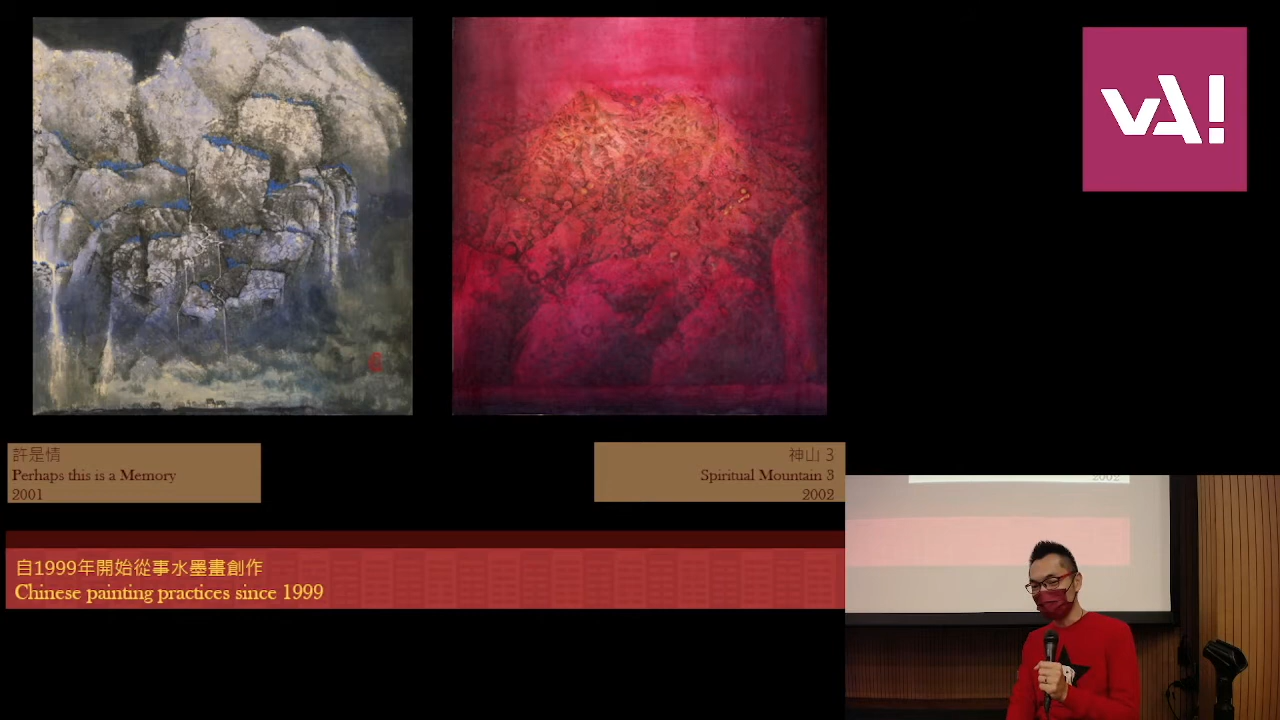 vA!
許是情
Perhaps this is a Memory
2001
神山 3
Spiritual Mountain 3
2002
自1999年開始從事水墨畫創作
Chinese painting practices since 1999
2002